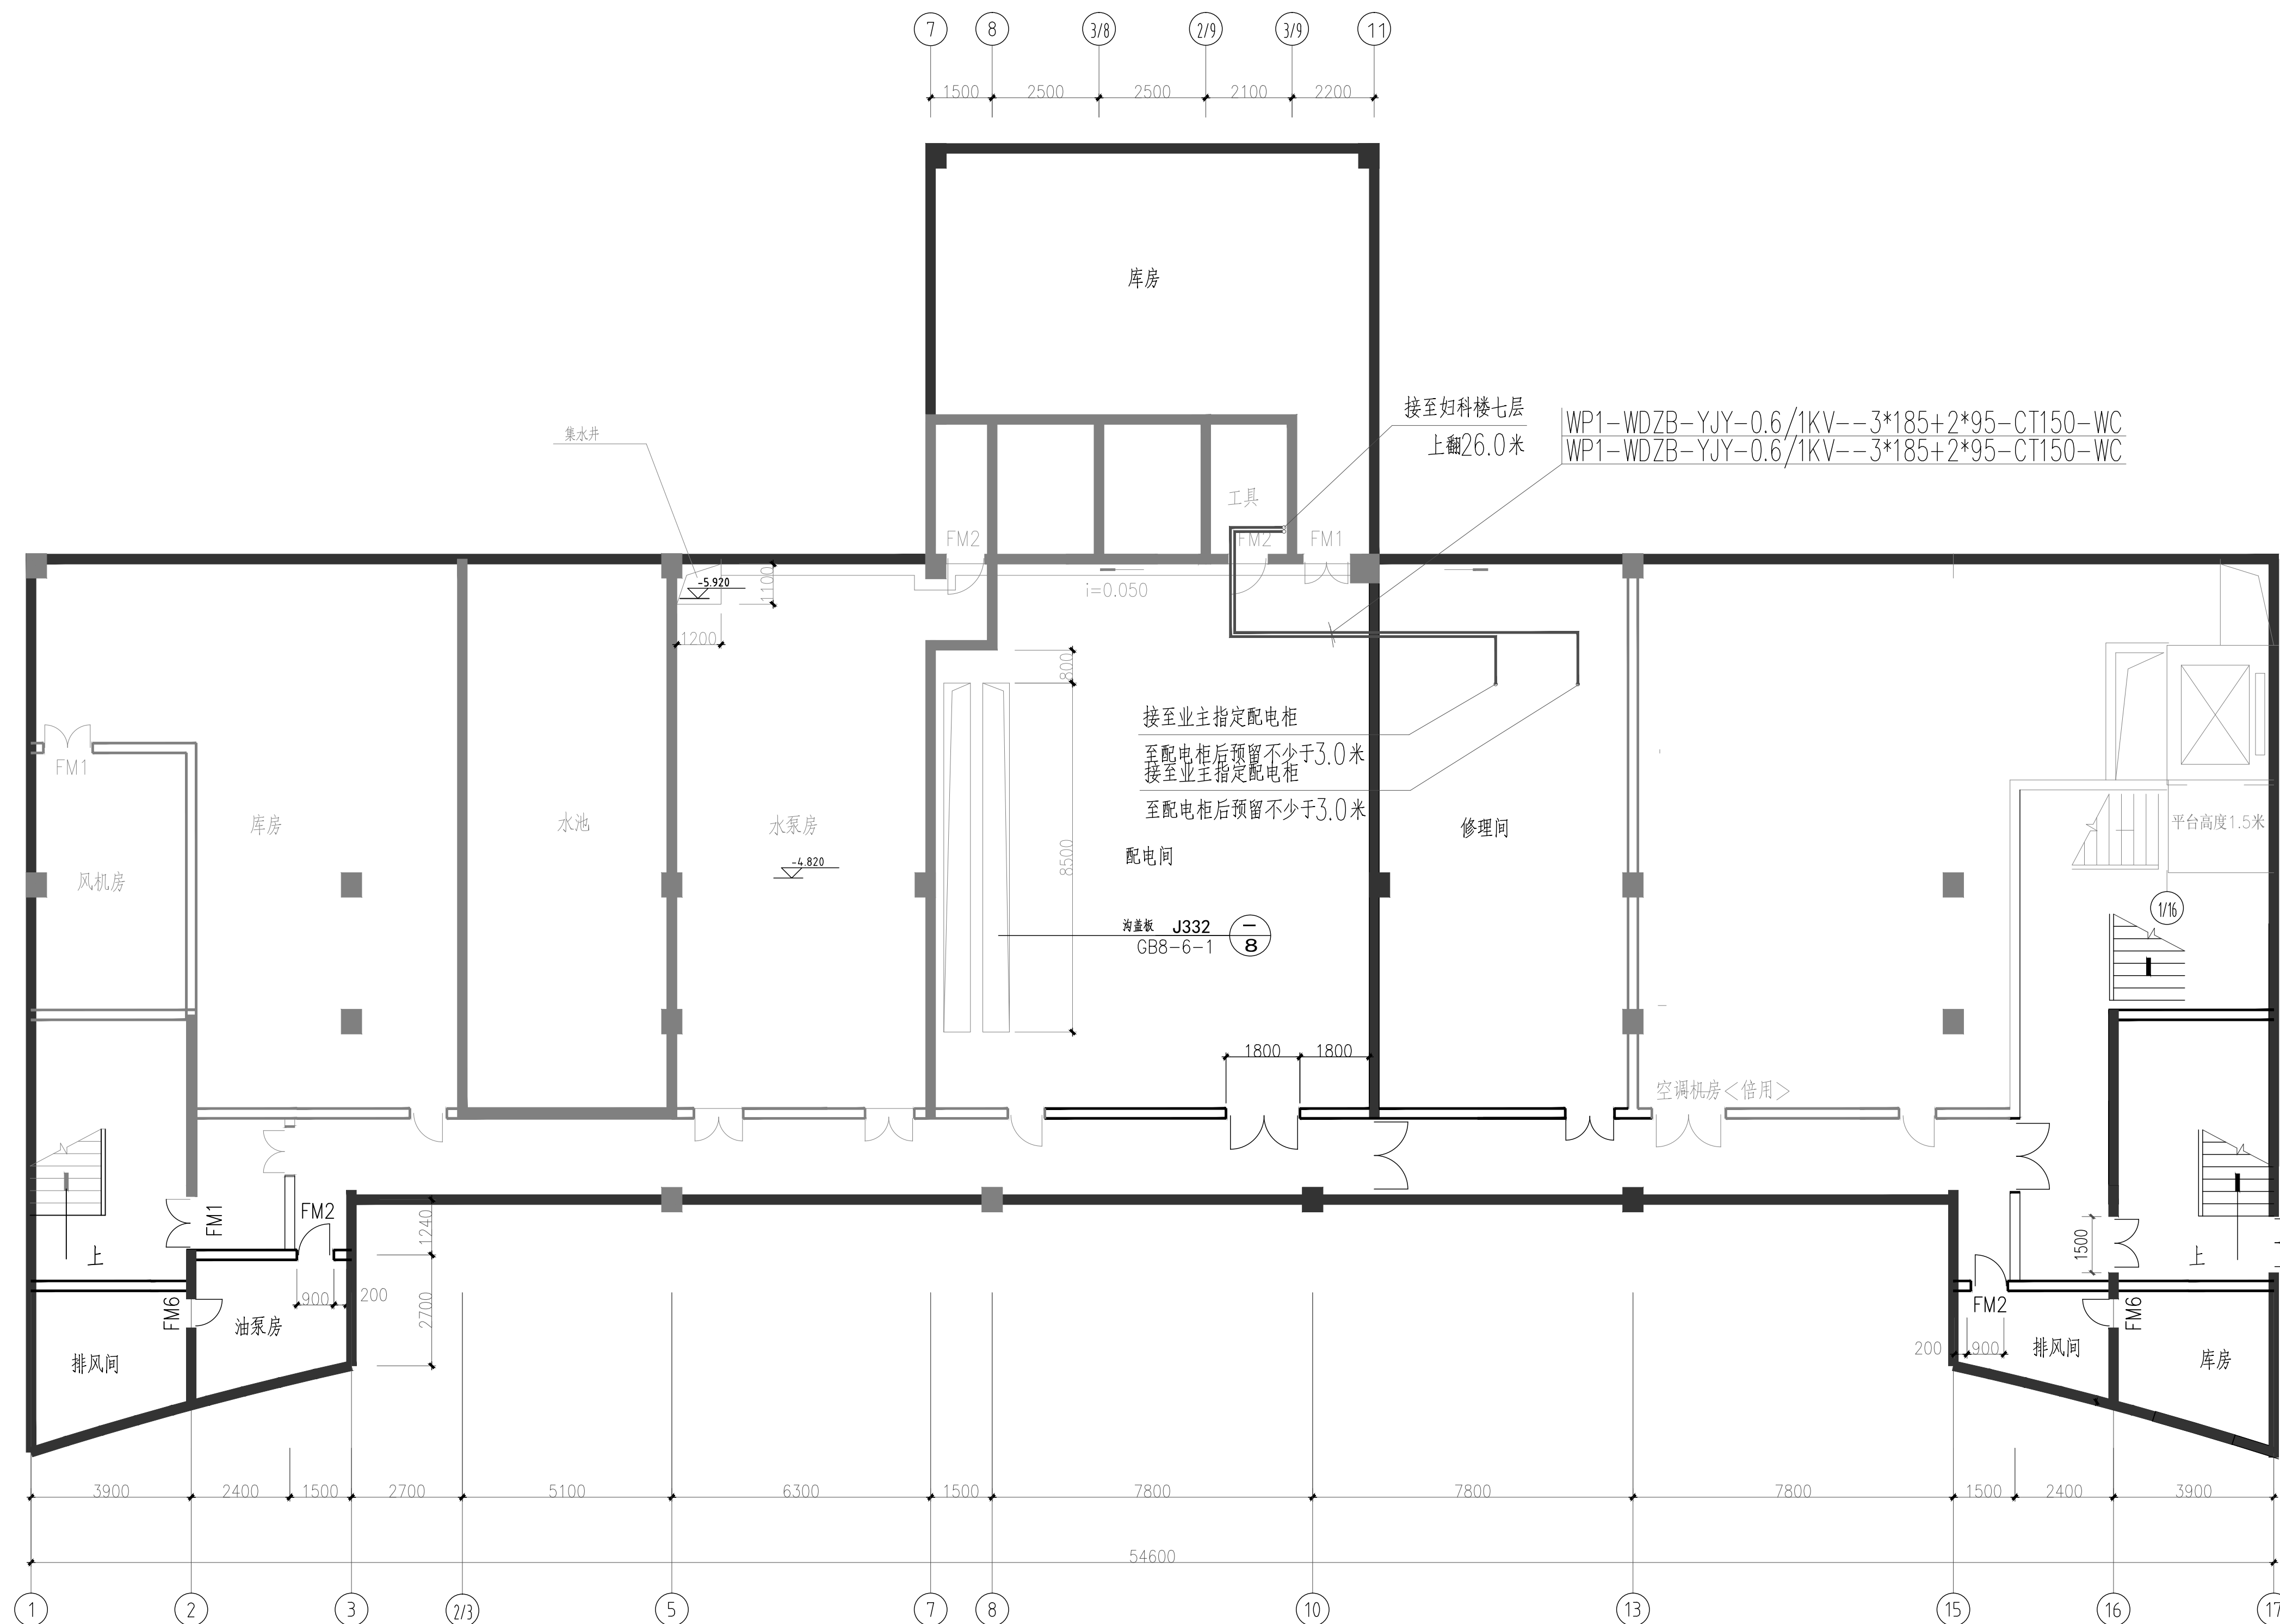 7 8 3/8 2/9 3/9 11
1500 2500 2500 2100 2200
库房
接至妇科楼七层
上翻26.0米
WP1-WDZB-YJY-0.6/1KV--3*185+2*95-CT150-WC
WP1-WDZB-YJY-0.6/1KV--3*185+2*95-CT150-WC
集水井
工具
FM2
FM2
FM1
-5.920
1100
1200
i=0.050
800
接至业主指定配电柜
至配电柜后预留不少于3.0米
接至业主指定配电柜
至配电柜后预留不少于3.0米
FM1
库房
水池
水泵房
-4.820
8500
配电间
修理间
平台高度1.5米
风机房
1/16
沟盖板 J332
GB8-6-1
—
8
1800 1800
空调机房<倍用>
FM1
FM2
1240
上
900
200
2700
FM6
油泵房
排风间
1500
上
FM2
FM6
200
900
排风间
库房
3900 2400 1500 2700 5100 6300 1500 7800 7800 7800 1500 2400 3900
54600
1 2 3 2/3 5 7 8 10 13 15 16 17